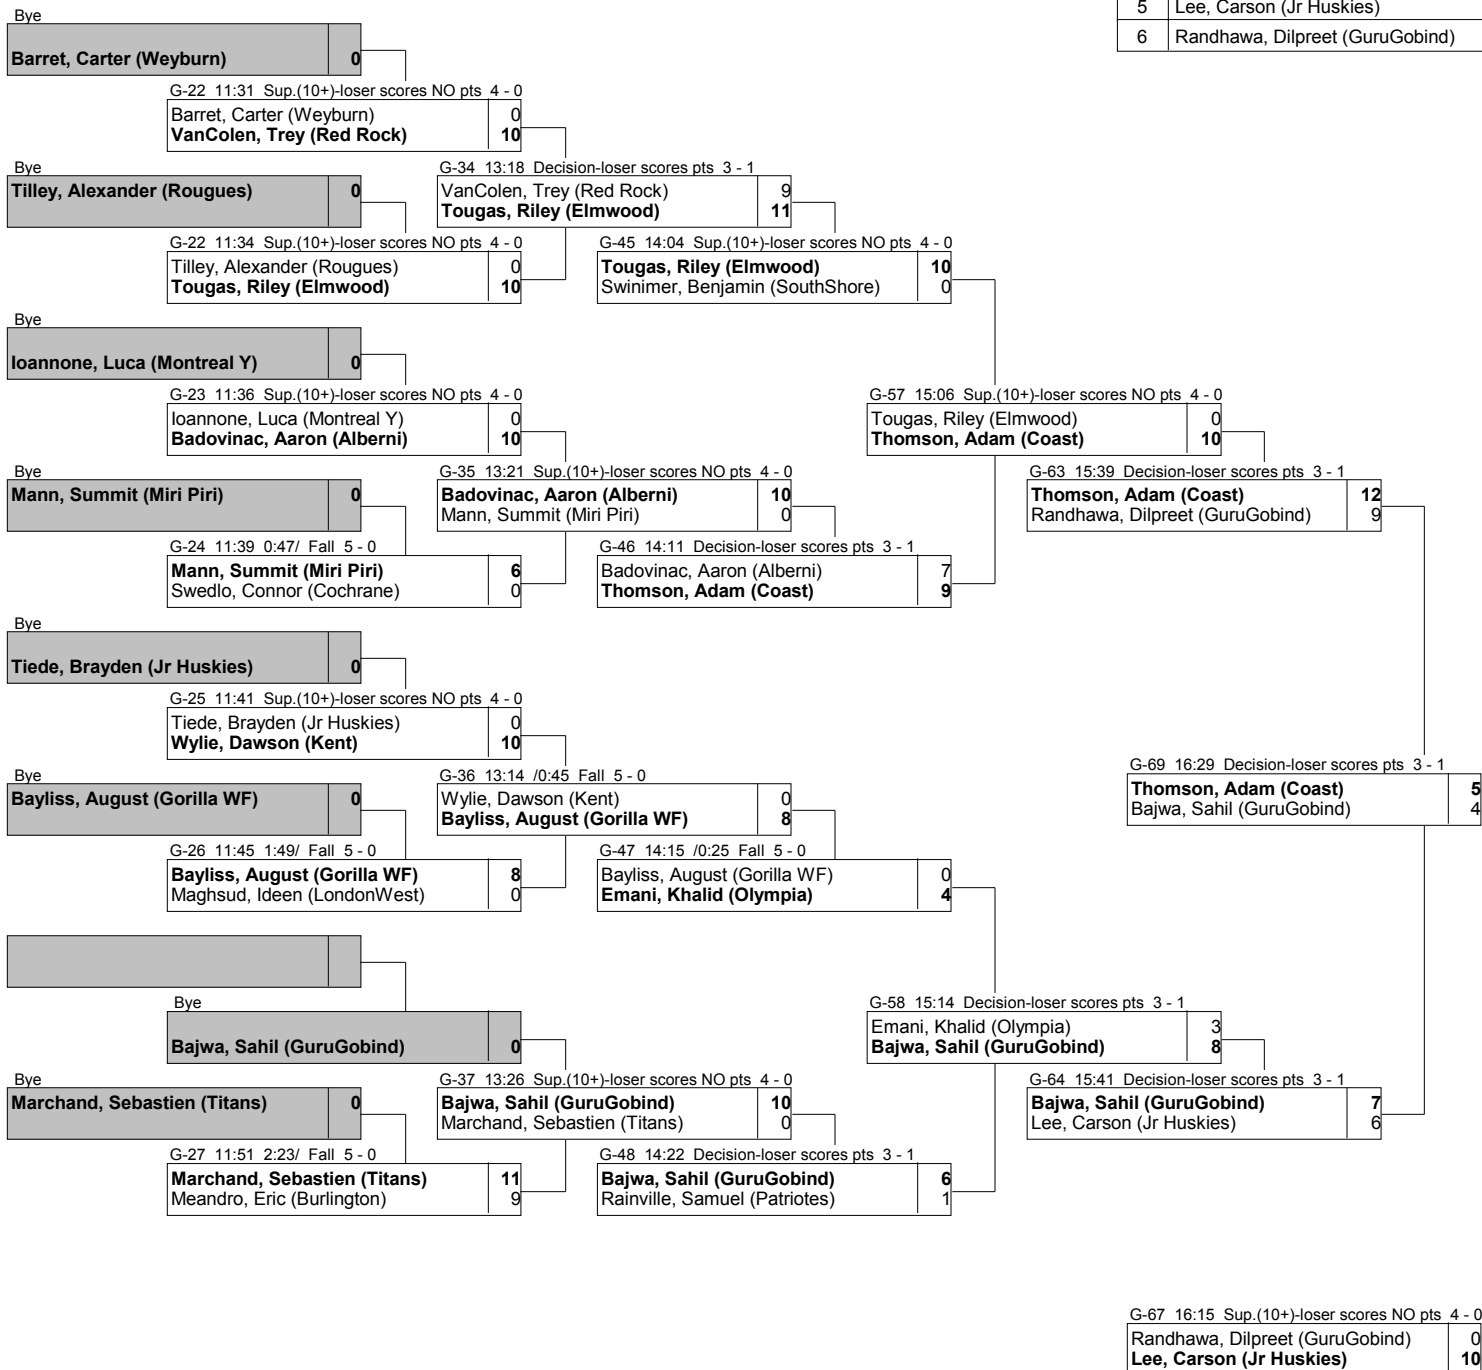 5 Lee, Carson (Jr Huskies)
6 Randhawa, Dilpreet (GuruGobind)
Bye
Barret, Carter (Weyburn) 0
G-22 11:31 Sup.(10+)-loser scores NO pts 4 - 0
Barret, Carter (Weyburn) 0
VanColen, Trey (Red Rock) 10
Bye
Tilley, Alexander (Rougues) 0
G-34 13:18 Decision-loser scores pts 3 - 1
VanColen, Trey (Red Rock) 9
Tougas, Riley (Elmwood) 11
G-22 11:34 Sup.(10+)-loser scores NO pts 4 - 0
Tilley, Alexander (Rougues) 0
Tougas, Riley (Elmwood) 10
G-45 14:04 Sup.(10+)-loser scores NO pts 4 - 0
Tougas, Riley (Elmwood) 10
Swinimer, Benjamin (SouthShore) 0
Bye
Ioannone, Luca (Montreal Y) 0
G-23 11:36 Sup.(10+)-loser scores NO pts 4 - 0
Ioannone, Luca (Montreal Y) 0
Badovinac, Aaron (Alberni) 10
G-57 15:06 Sup.(10+)-loser scores NO pts 4 - 0
Tougas, Riley (Elmwood) 0
Thomson, Adam (Coast) 10
Bye
Mann, Summit (Miri Piri) 0
G-35 13:21 Sup.(10+)-loser scores NO pts 4 - 0
Badovinac, Aaron (Alberni) 10
Mann, Summit (Miri Piri) 0
G-63 15:39 Decision-loser scores pts 3 - 1
Thomson, Adam (Coast) 12
Randhawa, Dilpreet (GuruGobind) 9
G-24 11:39 0:47/ Fall 5 - 0
Mann, Summit (Miri Piri) 6
Swedlo, Connor (Cochrane) 0
G-46 14:11 Decision-loser scores pts 3 - 1
Badovinac, Aaron (Alberni) 7
Thomson, Adam (Coast) 9
Bye
Tiede, Brayden (Jr Huskies) 0
G-25 11:41 Sup.(10+)-loser scores NO pts 4 - 0
Tiede, Brayden (Jr Huskies) 0
Wylie, Dawson (Kent) 10
Bye
Bayliss, August (Gorilla WF) 0
G-36 13:14 /0:45 Fall 5 - 0
Wylie, Dawson (Kent) 0
Bayliss, August (Gorilla WF) 8
G-69 16:29 Decision-loser scores pts 3 - 1
Thomson, Adam (Coast) 5
Bajwa, Sahil (GuruGobind) 4
G-26 11:45 1:49/ Fall 5 - 0
Bayliss, August (Gorilla WF) 8
Maghsud, Ideen (LondonWest) 0
G-47 14:15 /0:25 Fall 5 - 0
Bayliss, August (Gorilla WF) 0
Emani, Khalid (Olympia) 4
Bye
Bajwa, Sahil (GuruGobind) 0
G-58 15:14 Decision-loser scores pts 3 - 1
Emani, Khalid (Olympia) 3
Bajwa, Sahil (GuruGobind) 8
Bye
Marchand, Sebastien (Titans) 0
G-37 13:26 Sup.(10+)-loser scores NO pts 4 - 0
Bajwa, Sahil (GuruGobind) 10
Marchand, Sebastien (Titans) 0
G-64 15:41 Decision-loser scores pts 3 - 1
Bajwa, Sahil (GuruGobind) 7
Lee, Carson (Jr Huskies) 6
G-27 11:51 2:23/ Fall 5 - 0
Marchand, Sebastien (Titans) 11
Meandro, Eric (Burlington) 9
G-48 14:22 Decision-loser scores pts 3 - 1
Bajwa, Sahil (GuruGobind) 6
Rainville, Samuel (Patriotes) 1
G-67 16:15 Sup.(10+)-loser scores NO pts 4 - 0
Randhawa, Dilpreet (GuruGobind) 0
Lee, Carson (Jr Huskies) 10